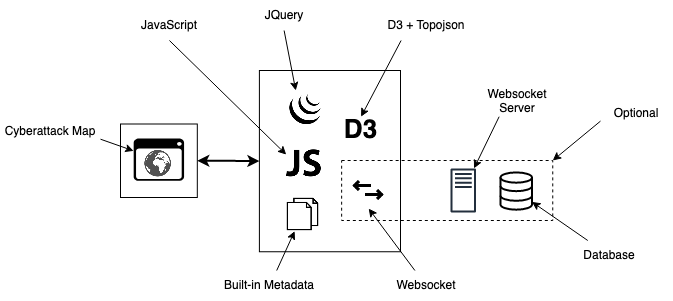 JQuery
JavaScript
D3 + Topojson
Websocket
Server
Optional
Cyberattack Map
D3
JS
Built-in Metadata
Websocket
Database